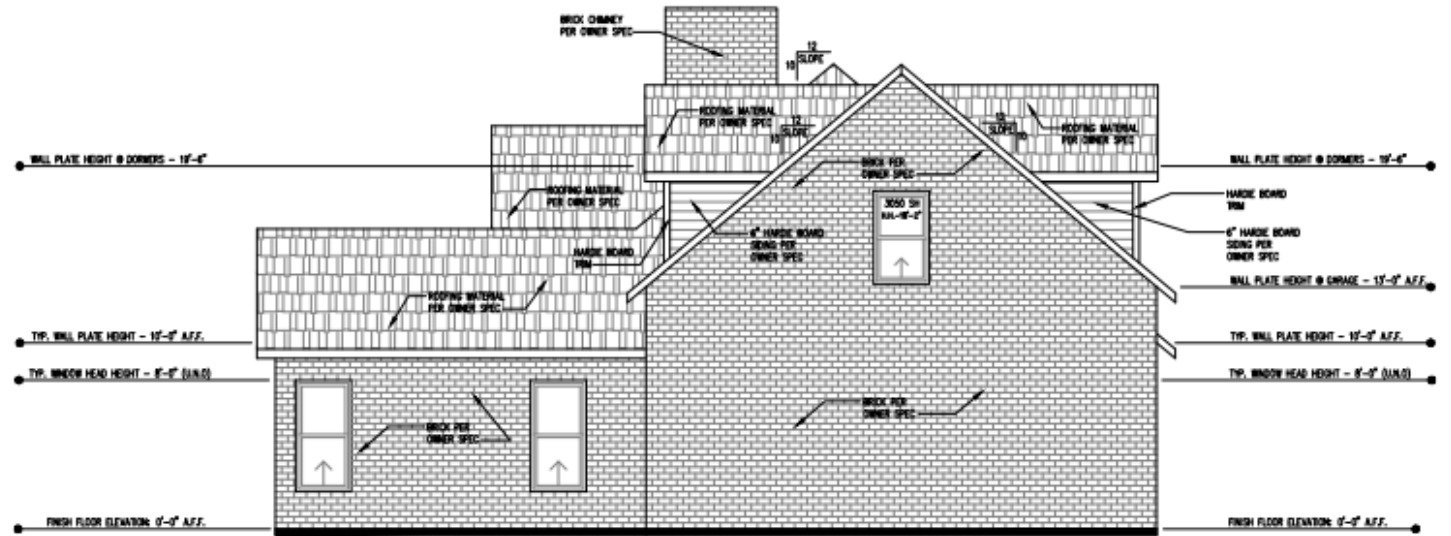 BRICK CHIMNEY
PER OWNER SPEC
12
10
SLOPE
ROOFING MATERIAL
PER OWNER SPEC
12
10
SLOPE
12
SLOPE
10
ROOFING MATERIAL
PER OWNER SPEC
WALL PLATE HEIGHT @ DORMERS - 19'-6"
WALL PLATE HEIGHT @ DORMERS - 19'-6"
BRICK PER
OWNER SPEC
ROOFING MATERIAL
PER OWNER SPEC
3050 SH
HARDIE BOARD
TRIM
6" HARDIE BOARD
SIDING PER
OWNER SPEC
HARDIE BOARD
TRIM
6" HARDIE BOARD
SIDING PER
OWNER SPEC
WALL PLATE HEIGHT @ GARAGE - 13'-0" A.F.F.
ROOFING MATERIAL
PER OWNER SPEC
TYP. WALL PLATE HEIGHT - 10'-0" A.F.F.
TYP. WALL PLATE HEIGHT - 10'-0" A.F.F.
TYP. WINDOW HEAD HEIGHT - 8'-0" (U.N.O)
TYP. WINDOW HEAD HEIGHT - 8'-0" (U.N.O)
BRICK PER
OWNER SPEC
BRICK PER
OWNER SPEC
FINISH FLOOR ELEVATION: 0'-0" A.F.F.
FINISH FLOOR ELEVATION: 0'-0" A.F.F.